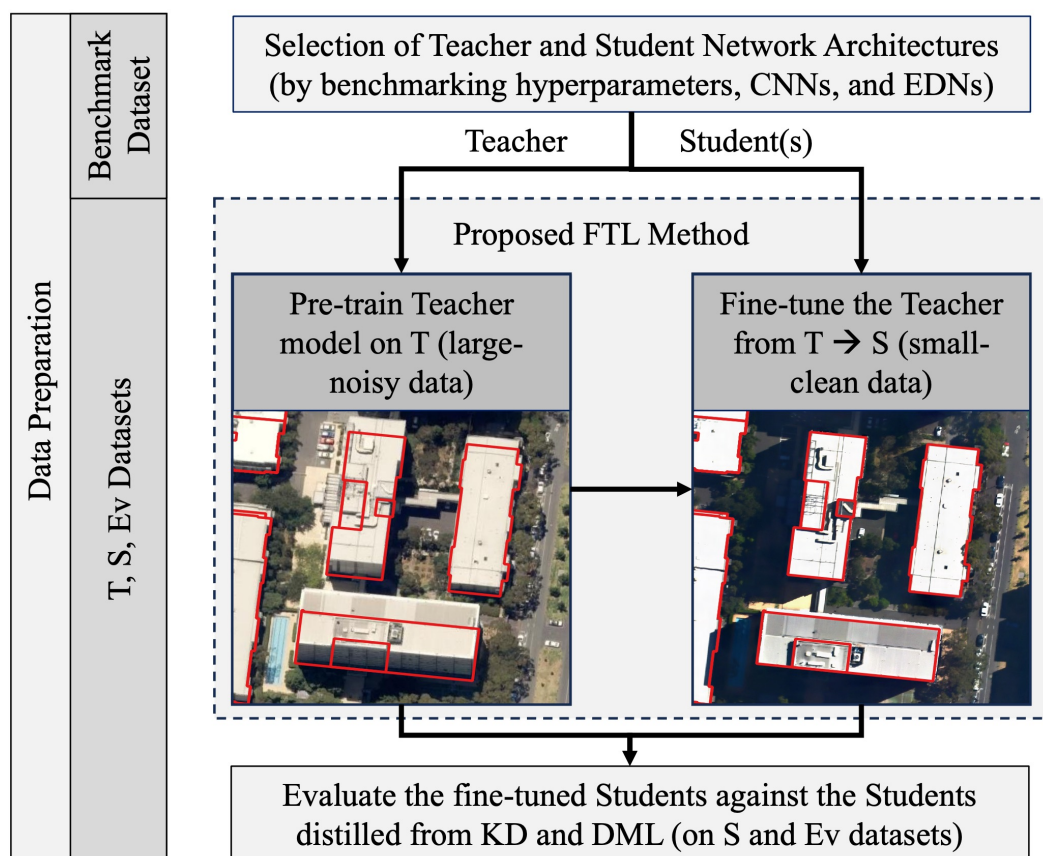 Data Preparation
Benchmark
Dataset
T, S, Ev Datasets
Selection of Teacher and Student Network Architectures
(by benchmarking hyperparameters, CNNs, and EDNs)
Teacher
Student(s)
Proposed FTL Method
Pre-train Teacher
model on T (large-
noisy data)
Fine-tune the Teacher
from T → S (small-
clean data)
Evaluate the fine-tuned Students against the Students
distilled from KD and DML (on S and Ev datasets)